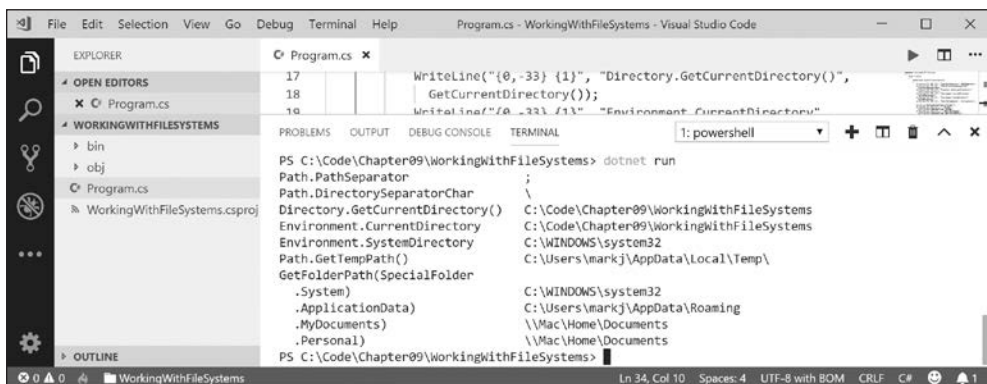 File Edit Selection View Go Debug Terminal Help Program.cs - WorkingWithFileSystems - Visual Studio Code
EXPLORER
OPEN EDITORS
Program.cs
WORKINGWITHFILESYSTEMS
bin
obj
Program.cs
WorkingWithFileSystems.csproj
OUTLINE
Program.cs
17 WriteLine("{0,-33} {1}", "Directory.GetCurrentDirectory()",
18 GetCurrentDirectory());
19 WriteLine("{0,-33} {1}", "Environment.CurrentDirectory"
PROBLEMS OUTPUT DEBUG CONSOLE TERMINAL 1: powershell
PS C:\Code\Chapter09\WorkingWithFileSystems> dotnet run
Path.PathSeparator ;
Path.DirectorySeparatorChar \
Directory.GetCurrentDirectory() C:\Code\Chapter09\WorkingWithFileSystems
Environment.CurrentDirectory C:\Code\Chapter09\WorkingWithFileSystems
Environment.SystemDirectory C:\WINDOWS\system32
Path.GetTempPath() C:\Users\markj\AppData\Local\Temp\
GetFolderPath(SpecialFolder
.System) C:\WINDOWS\system32
.ApplicationData) C:\Users\markj\AppData\Roaming
.MyDocuments) \\Mac\Home\Documents
.Personal) \\Mac\Home\Documents
PS C:\Code\Chapter09\WorkingWithFileSystems>
0 0 WorkingWithFileSystems Ln 34, Col 10 Spaces: 4 UTF-8 with BOM CRLF C# 1